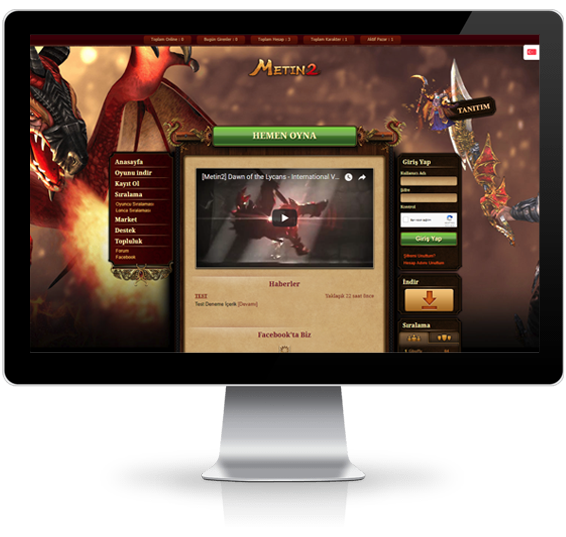 Toplam Online : 0
Bugün Girenler : 0
Toplam Hesap : 3
Toplam Karakter : 1
Aktif Pazar : 1
METIN2
TANITIM
HEMEN OYNA
Anasayfa
Oyunu indir
Kayıt Ol
Sıralama
Oyuncu Sıralaması
Lonca Sıralaması
Market
Destek
Topluluk
Forum
Facebook
[Metin2] Dawn of the Lycans - International V...
Haberler
TEST
Yaklaşık 22 saat önce
Test Deneme İçerik [Devamı]
Facebook'ta Biz
Giriş Yap
Kullanıcı Adı
Şifre
Giriş Yap
Şifremi Unuttum?
Hesap Adımı Unuttum
İndir
Sıralama